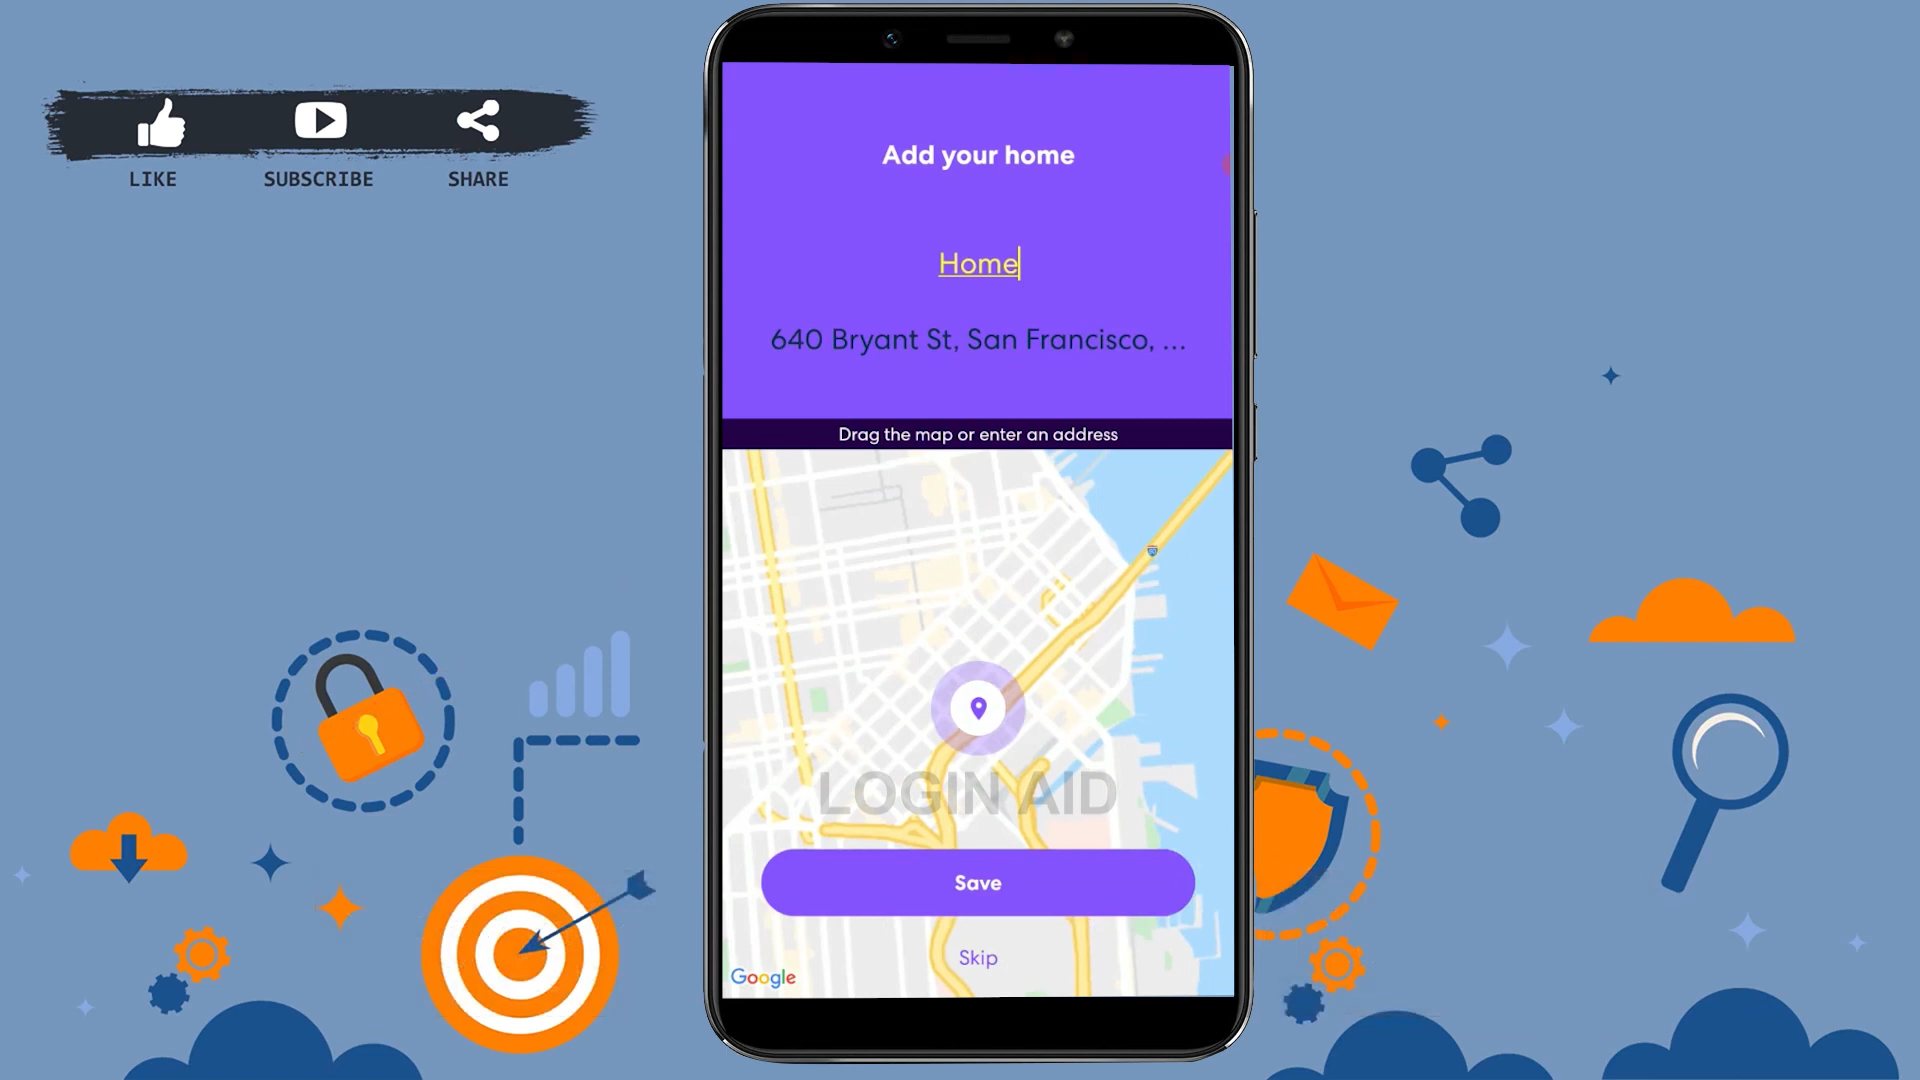 LIKE
SUBSCRIBE
SHARE
Add your home
Home
640 Bryant St, San Francisco, ...
Drag the map or enter an address
LOGIN AID
Save
Skip
Google